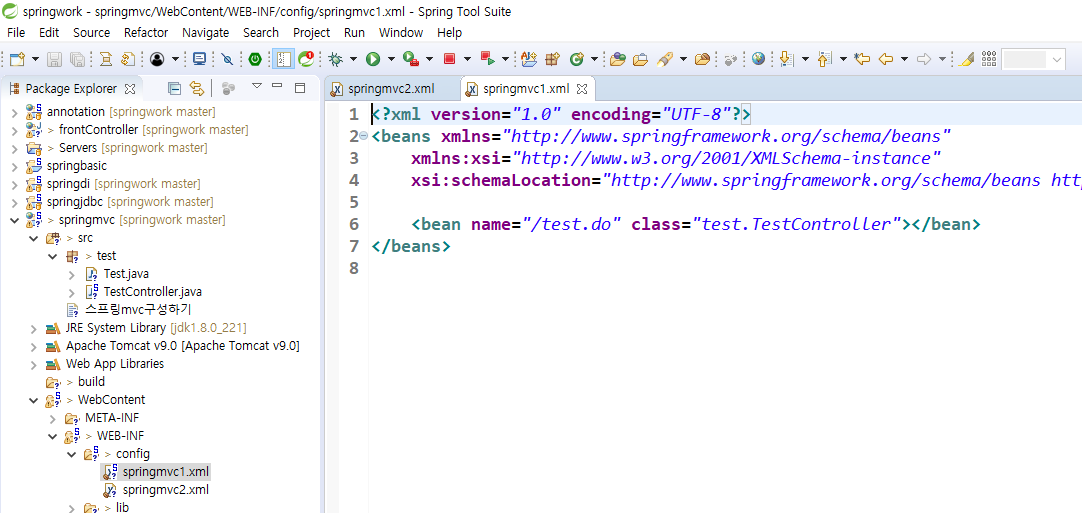 springwork - springmvc/WebContent/WEB-INF/config/springmvc1.xml - Spring Tool Suite
File Edit Source Refactor Navigate Search Project Run Window Help
Package Explorer
annotation [springwork master]
> frontController [springwork master]
> Servers [springwork master]
springbasic
springdi [springwork master]
springjdbc [springwork master]
> springmvc [springwork master]
> src
> test
Test.java
TestController.java
스프링mvc구성하기
JRE System Library [jdk1.8.0_221]
Apache Tomcat v9.0 [Apache Tomcat v9.0]
Web App Libraries
> build
> WebContent
META-INF
> WEB-INF
> config
springmvc1.xml
springmvc2.xml
> lib
springmvc2.xml springmvc1.xml
1 <?xml version="1.0" encoding="UTF-8"?>
2 <beans xmlns="http://www.springframework.org/schema/beans"
3 xmlns:xsi="http://www.w3.org/2001/XMLSchema-instance"
4 xsi:schemaLocation="http://www.springframework.org/schema/beans
5
6 <bean name="/test.do" class="test.TestController"></bean>
7 </beans>
8